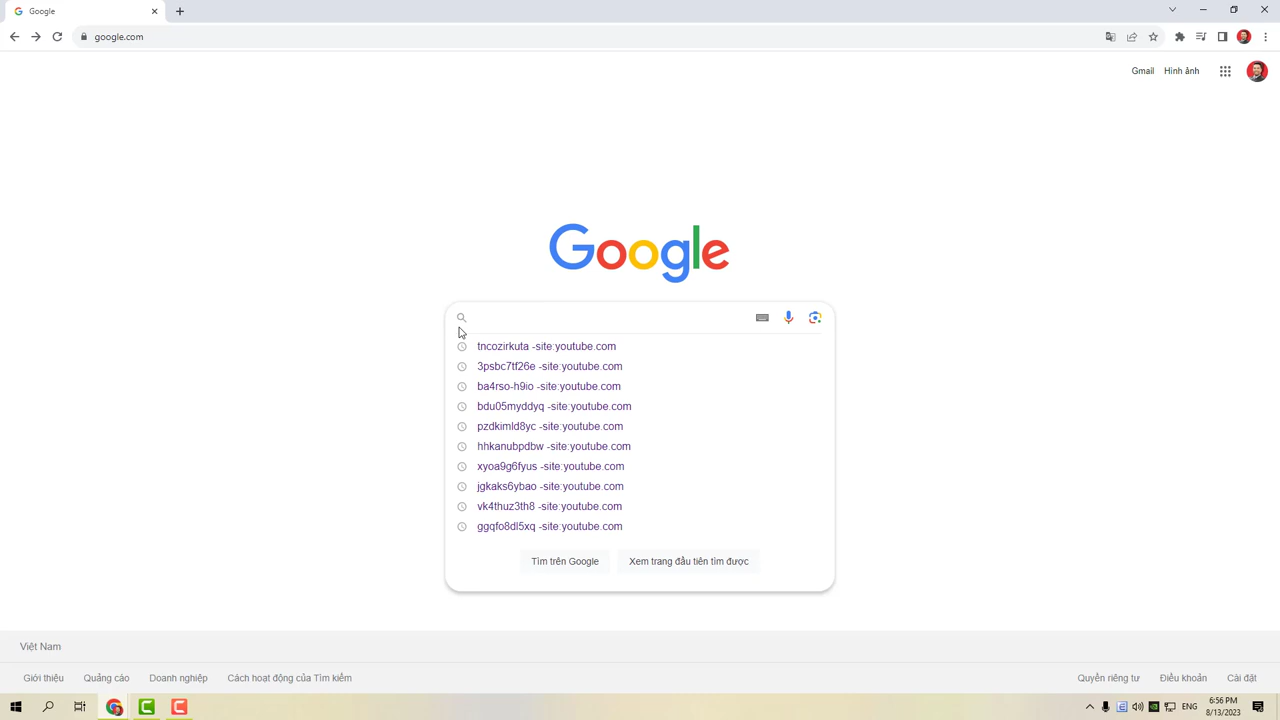 Google
google.com
Gmail Hình ảnh
Google
tncozirkuta -site:youtube.com
3psbc7tf26e -site:youtube.com
ba4rso-h9io -site:youtube.com
bdu05myddyq -site:youtube.com
pzdkimld8yc -site:youtube.com
hhkanubpdbw -site:youtube.com
xyoa9g6fyus -site:youtube.com
jgkaks6ybao -site:youtube.com
vk4thuz3th8 -site:youtube.com
ggqfo8dl5xq -site:youtube.com
Tìm trên Google Xem trang đầu tiên tìm được
Việt Nam
Giới thiệu Quảng cáo Doanh nghiệp Cách hoạt động của Tìm kiếm Quyền riêng tư Điều khoản Cài đặt
ENG
6:56 PM
8/13/2023